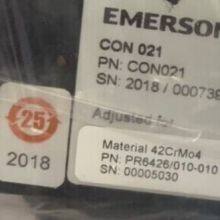 EMERSON
CON 021
PN: CON021
SN: 2018 / 000739
Adjusted for
25
2018
Material 42CrMo4
PN: PR6426/010-010
SN: 00005030